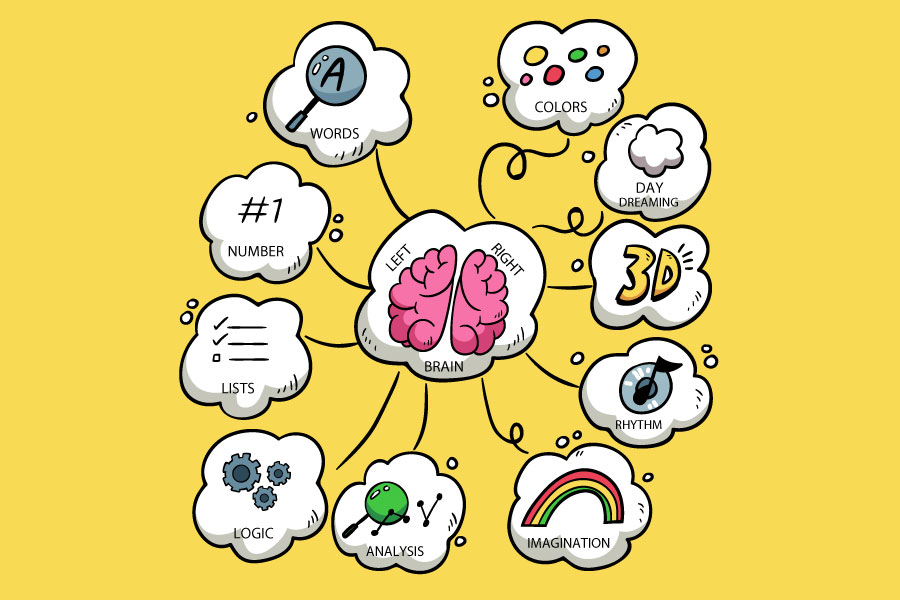 A
WORDS
COLORS
DAY
DREAMING
#1
NUMBER
LEFT
RIGHT
3D
BRAIN
LISTS
RHYTHM
LOGIC
ANALYSIS
IMAGINATION